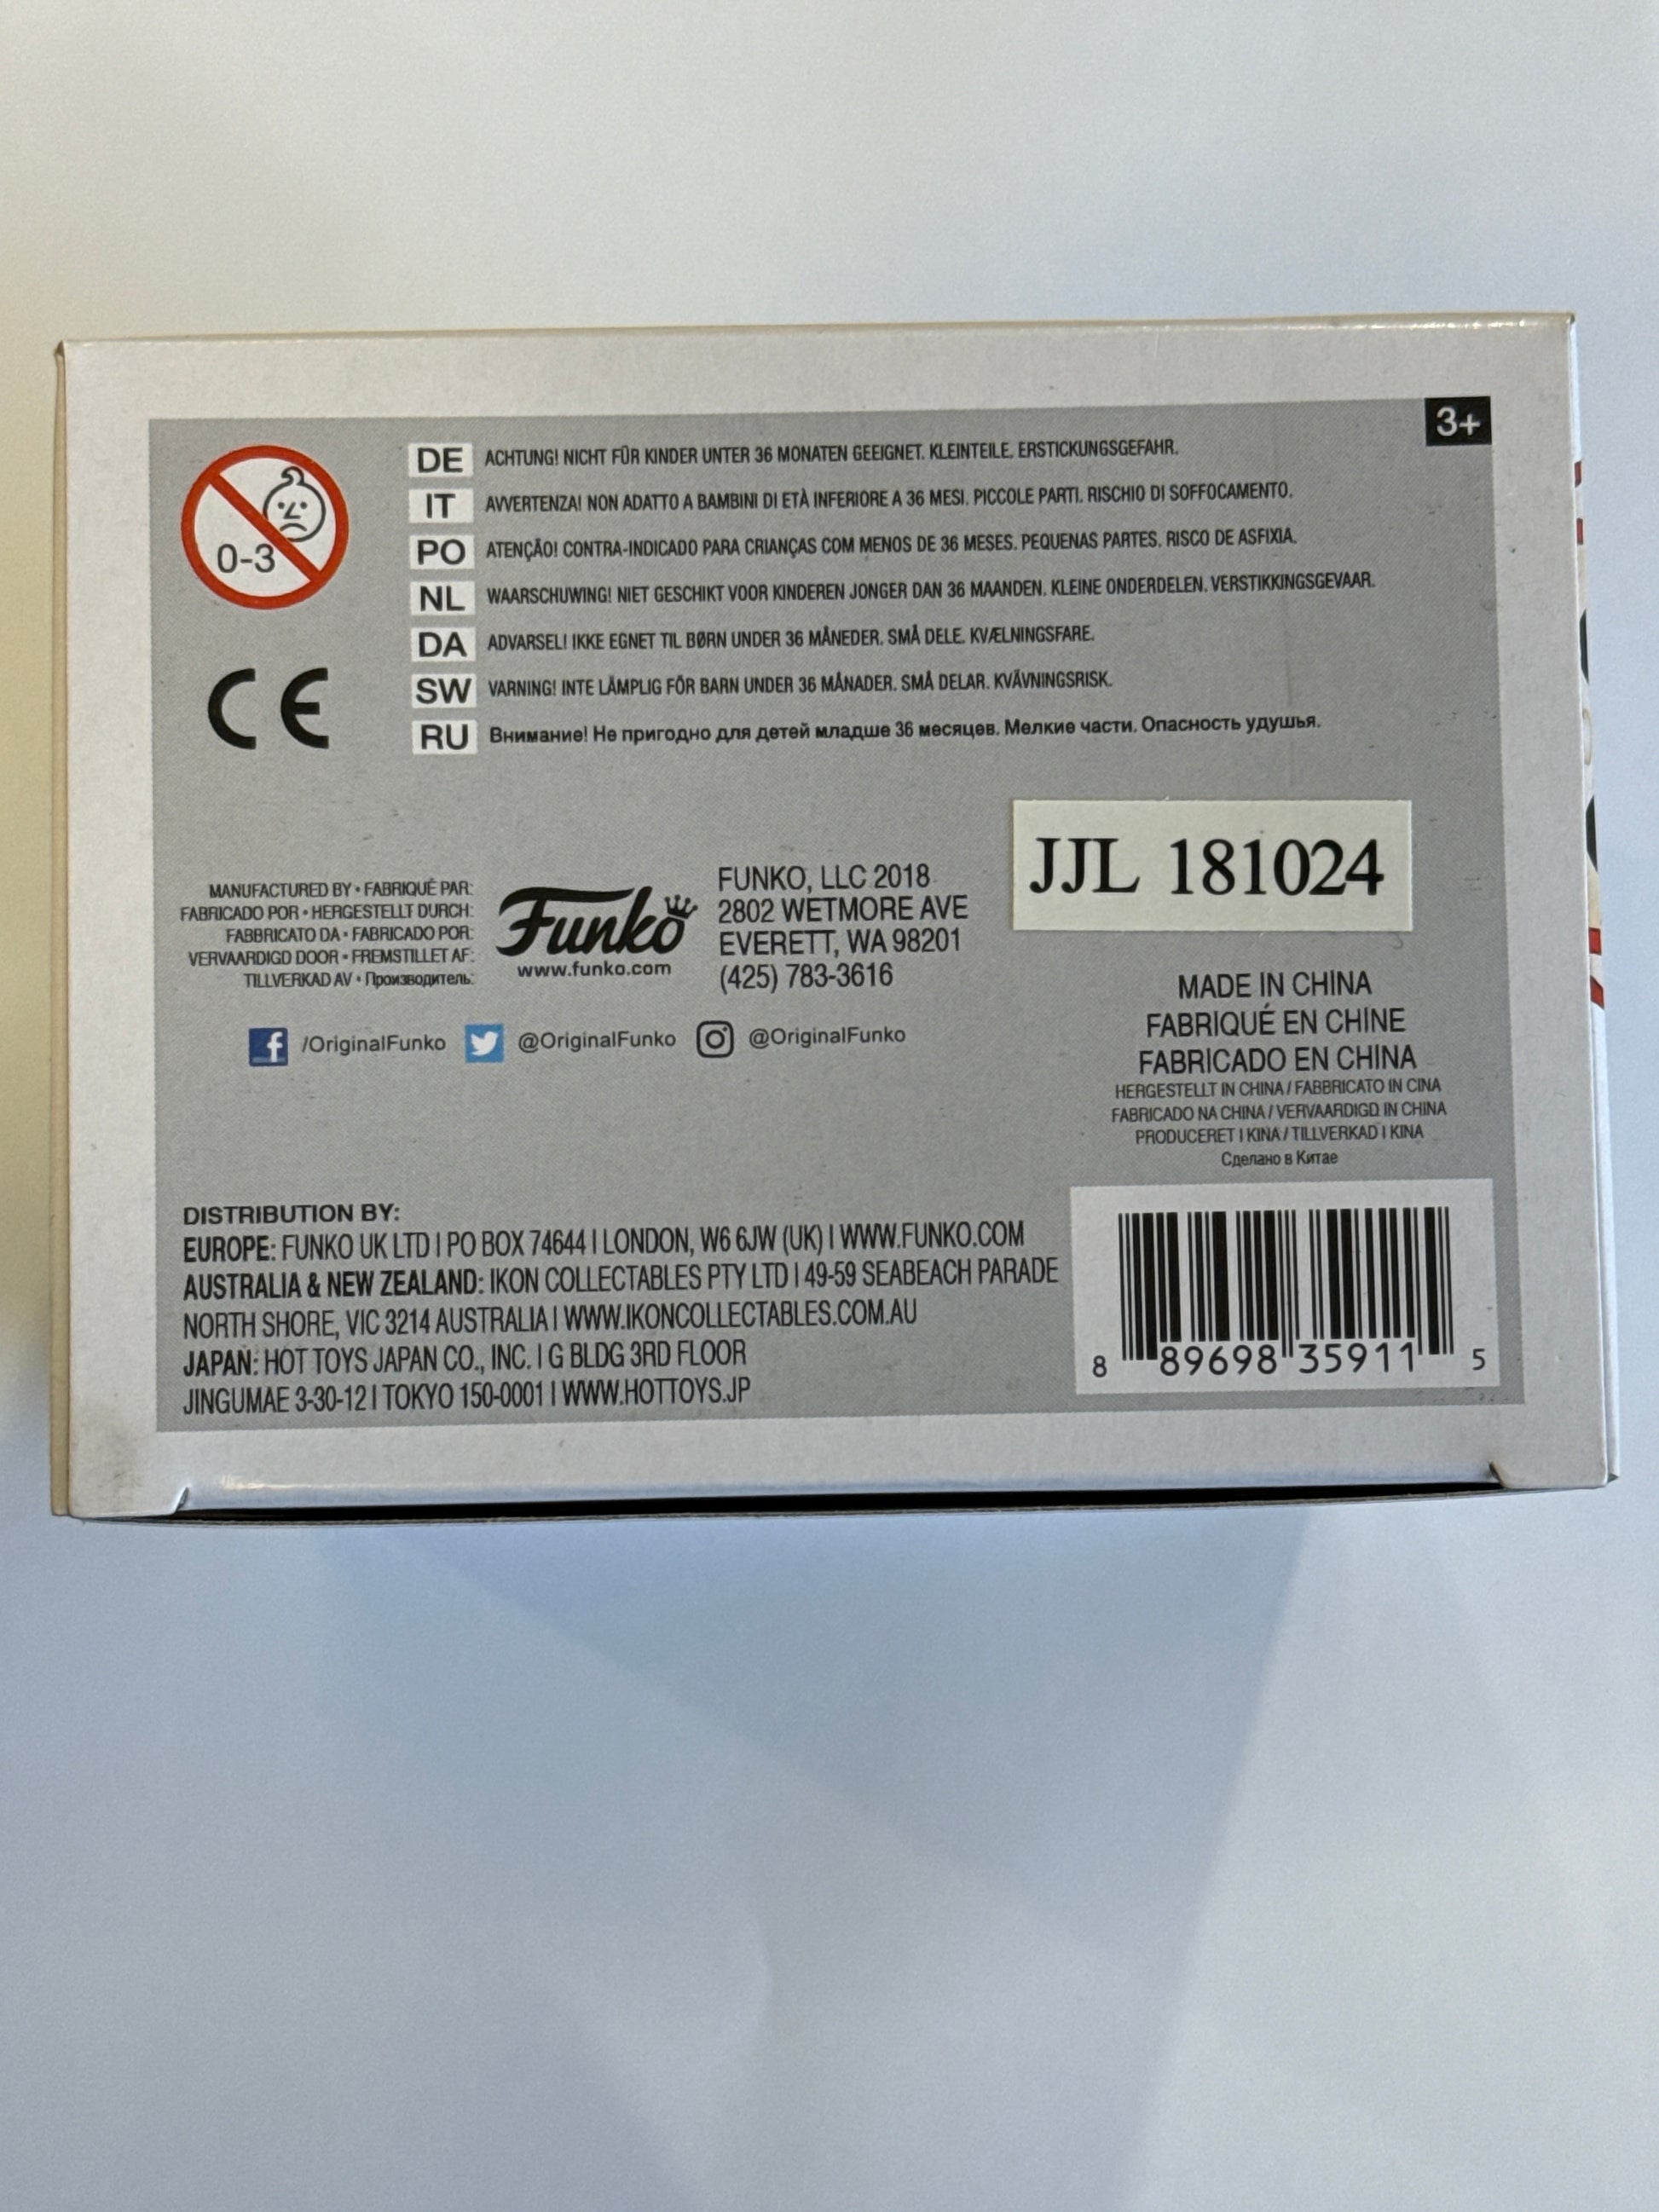 3+
0-3
CE
DE ACHTUNG! NICHT FÜR KINDER UNTER 36 MONATEN GEEIGNET. KLEINTEILE. ERSTICKUNGSGEFAHR.
IT AVVERTENZA! NON ADATTO A BAMBINI DI ETÀ INFERIORE A 36 MESI. PICCOLE PARTI. RISCHIO DI SOFFOCAMENTO.
PO ATENÇÃO! CONTRA-INDICADO PARA CRIANÇAS COM MENOS DE 36 MESES. PEQUENAS PARTES. RISCO DE ASFIXIA.
NL WAARSCHUWING! NIET GESCHIKT VOOR KINDEREN JONGER DAN 36 MAANDEN. KLEINE ONDERDELEN. VERSTIKKINGSGEVAAR.
DA ADVARSEL! IKKE EGNET TIL BØRN UNDER 36 MÅNEDER. SMÅ DELE. KVÆLNINGSFARE.
SW VARNING! INTE LÄMPLIG FÖR BARN UNDER 36 MÅNADER. SMÅ DELAR. KVÄVNINGSRISK.
RU Внимание! Не пригодно для детей младше 36 месяцев. Мелкие части. Опасность удушья.
JJL 181024
MANUFACTURED BY • FABRIQUÉ PAR:
FABRICADO POR • HERGESTELLT DURCH:
FABBRICATO DA • FABRICADO POR:
VERVAARDIGD DOOR • FREMSTILLET AF:
TILLVERKAD AV • Производитель:
Funko
www.funko.com
FUNKO, LLC 2018
2802 WETMORE AVE
EVERETT, WA 98201
(425) 783-3616
/OriginalFunko @OriginalFunko @OriginalFunko
MADE IN CHINA
FABRIQUÉ EN CHINE
FABRICADO EN CHINA
HERGESTELLT IN CHINA / FABBRICATO IN CINA
FABRICADO NA CHINA / VERVAARDIGD IN CHINA
PRODUCERET I KINA / TILLVERKAD I KINA
Сделано в Китае
DISTRIBUTION BY:
EUROPE: FUNKO UK LTD | PO BOX 74644 | LONDON, W6 6JW (UK) | WWW.FUNKO.COM
AUSTRALIA & NEW ZEALAND: IKON COLLECTABLES PTY LTD | 49-59 SEABEACH PARADE
NORTH SHORE, VIC 3214 AUSTRALIA | WWW.IKONCOLLECTABLES.COM.AU
JAPAN: HOT TOYS JAPAN CO., INC. | G BLDG 3RD FLOOR
JINGUMAE 3-30-12 | TOKYO 150-0001 | WWW.HOTTOYS.JP
8 89698 35911 5